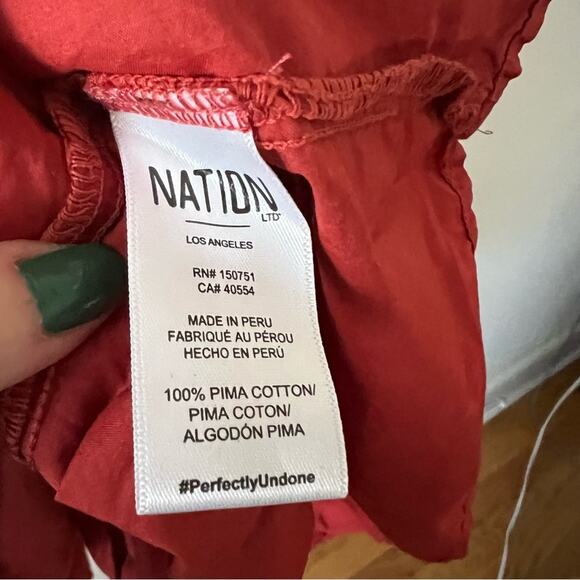 NATION
LTD
LOS ANGELES
RN# 150751
CA# 40554
MADE IN PERU
FABRIQUÉ AU PÉROU
HECHO EN PERÚ
100% PIMA COTTON/
PIMA COTON/
ALGODÓN PIMA
#PerfectlyUndone